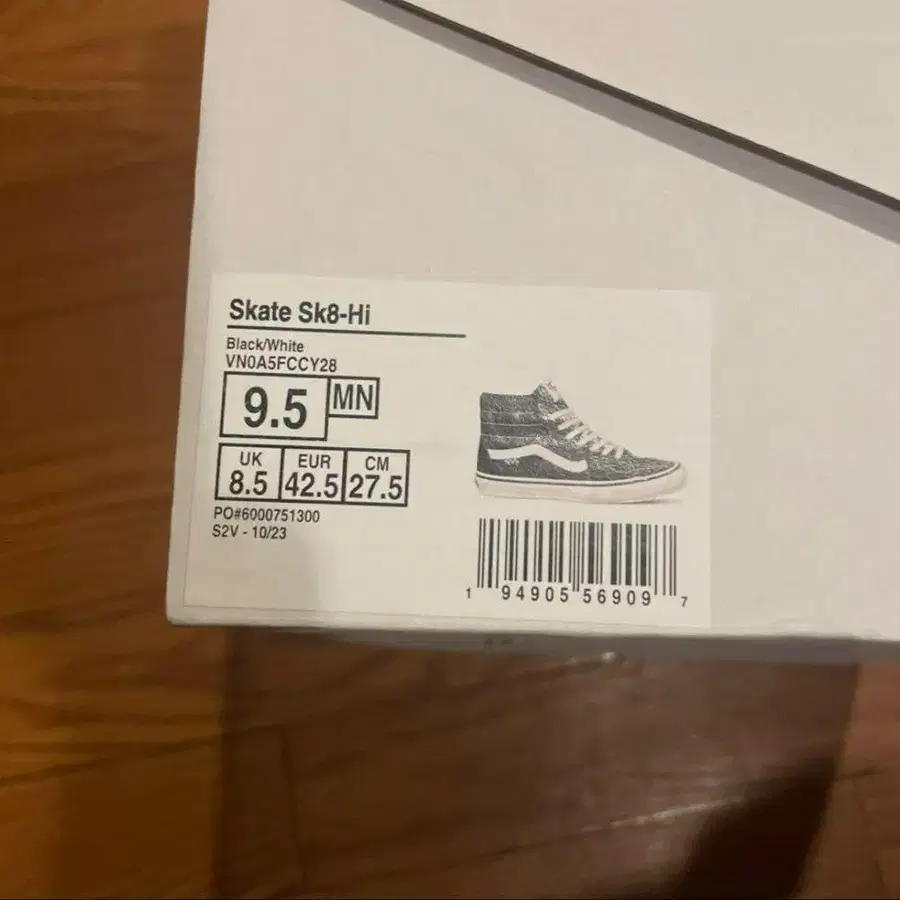 Skate Sk8-Hi
Black/White
VN0A5FCCY28
9.5 MN
UK EUR CM
8.5 42.5 27.5
PO#6000751300
S2V - 10/23
1 94905 56909 7